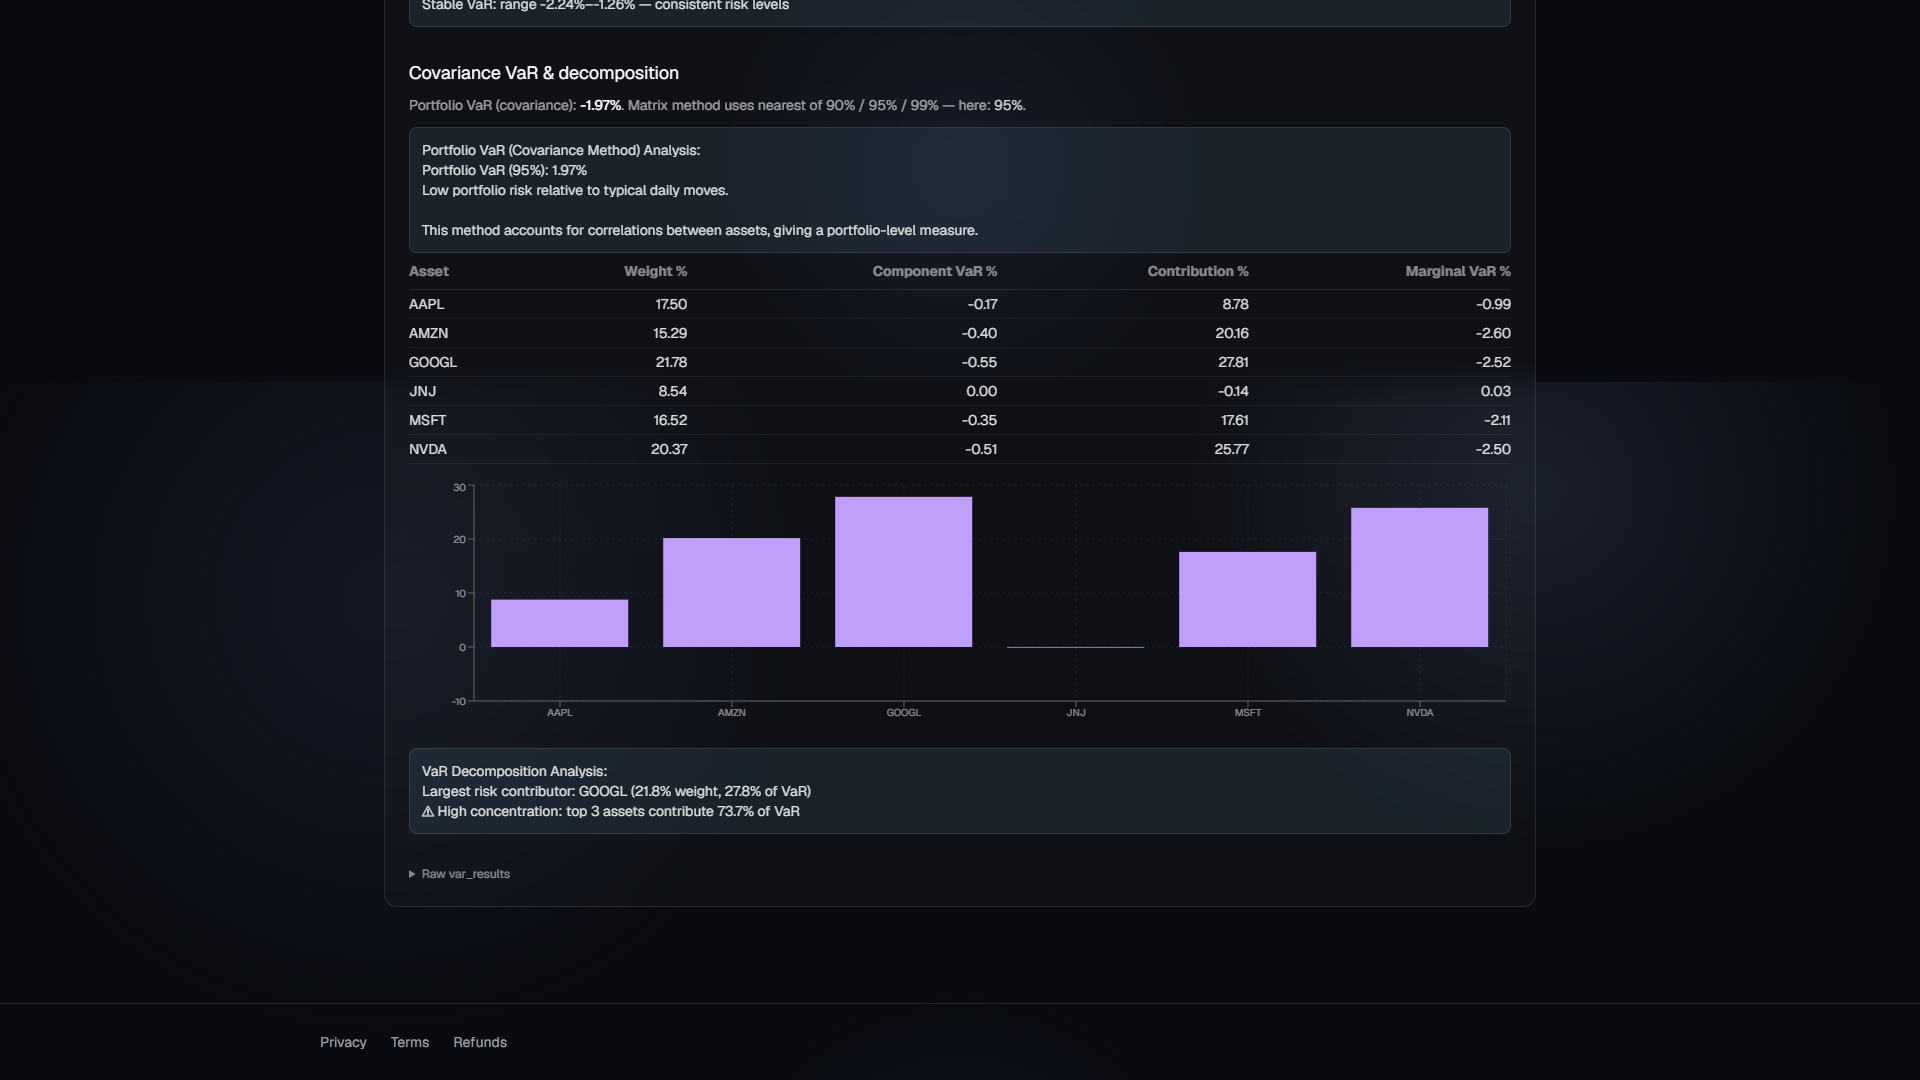 Stable VaR: range -2.24%–-1.26% — consistent risk levels
Covariance VaR & decomposition
Portfolio VaR (covariance): -1.97%. Matrix method uses nearest of 90% / 95% / 99% — here: 95%.
Portfolio VaR (Covariance Method) Analysis:
Portfolio VaR (95%): 1.97%
Low portfolio risk relative to typical daily moves.
This method accounts for correlations between assets, giving a portfolio-level measure.
Asset Weight % Component VaR % Contribution % Marginal VaR %
AAPL 17.50 -0.17 8.78 -0.99
AMZN 15.29 -0.40 20.16 -2.60
GOOGL 21.78 -0.55 27.81 -2.52
JNJ 8.54 0.00 -0.14 0.03
MSFT 16.52 -0.35 17.61 -2.11
NVDA 20.37 -0.51 25.77 -2.50
30
20
10
0
-10
AAPL AMZN GOOGL JNJ MSFT NVDA
VaR Decomposition Analysis:
Largest risk contributor: GOOGL (21.8% weight, 27.8% of VaR)
⚠ High concentration: top 3 assets contribute 73.7% of VaR
▶ Raw var_results
Privacy Terms Refunds